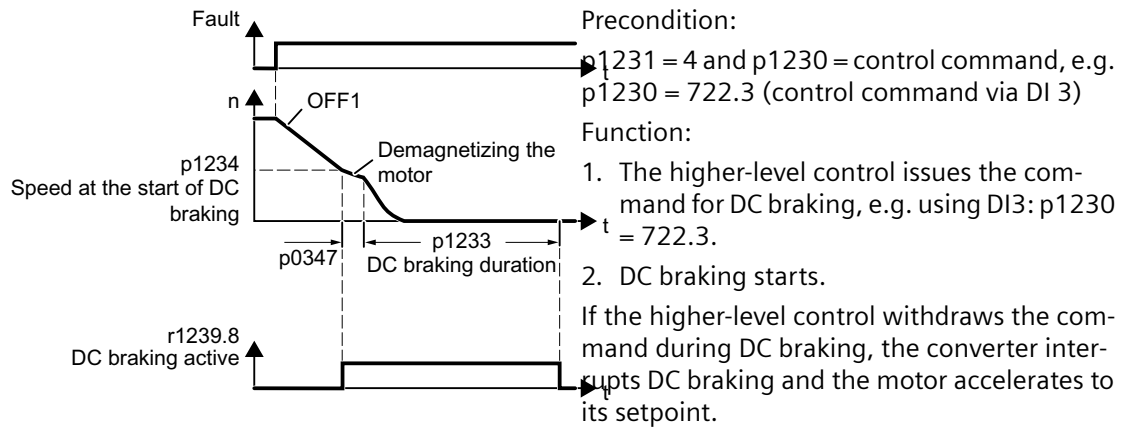 Fault
t
n
OFF1
Demagnetizing the
motor
p1234
Speed at the start of DC
braking
t
p0347
p1233
DC braking duration
r1239.8
DC braking active
t
Precondition:
p1231 = 4 and p1230 = control command, e.g.
p1230 = 722.3 (control command via DI 3)
Function:
1. The higher-level control issues the com-
mand for DC braking, e.g. using DI3: p1230
= 722.3.
2. DC braking starts.
If the higher-level control withdraws the com-
mand during DC braking, the converter inter-
rupts DC braking and the motor accelerates to
its setpoint.